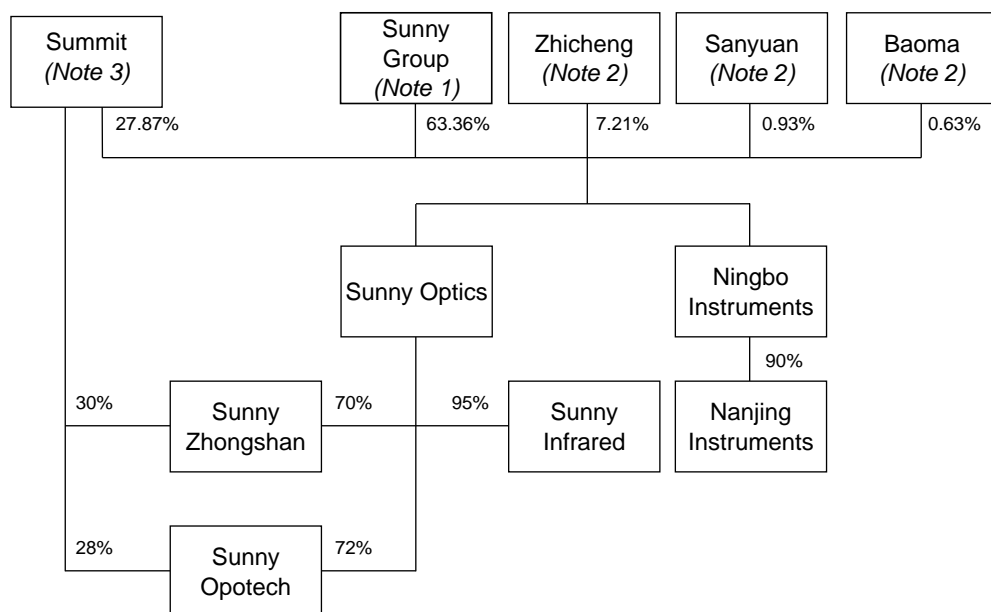 Summit
(Note 3)
Sunny
Group
(Note 1)
Zhicheng
(Note 2)
Sanyuan
(Note 2)
Baoma
(Note 2)
27.87%
63.36%
7.21%
0.93%
0.63%
Sunny Optics
Ningbo
Instruments
90%
30%
Sunny
Zhongshan
70%
95%
Sunny
Infrared
Nanjing
Instruments
28%
Sunny
Opotech
72%